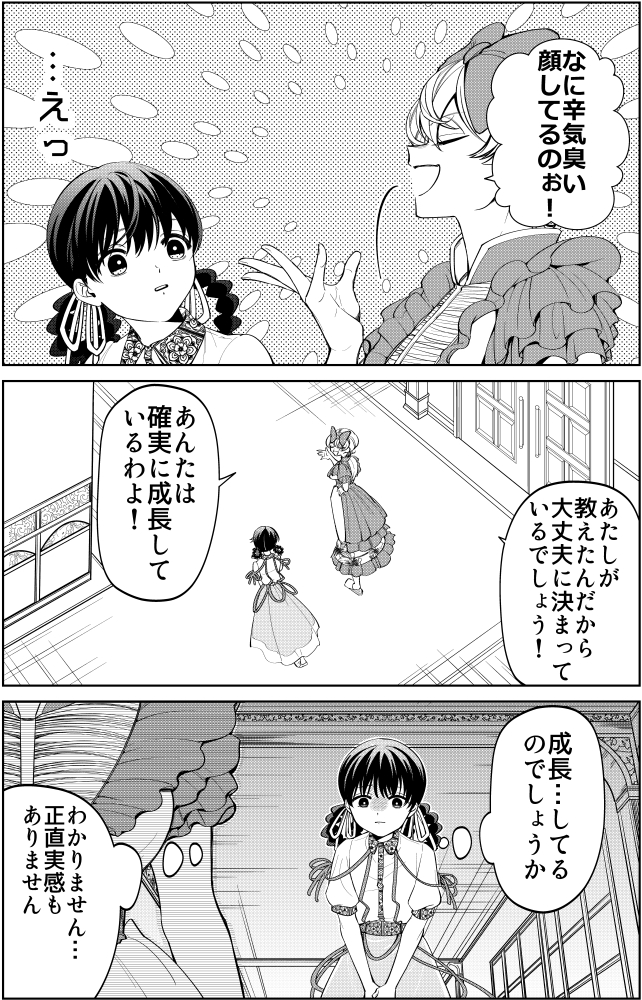 なに辛気臭い
顔してるのぉ！
…えっ
あたしが
教えたんだから
大丈夫に決まって
いるでしょう！
あんたは
確実に成長して
いるわよ！
成長…してる
のでしょうか
わかりません…
正直実感も
ありません